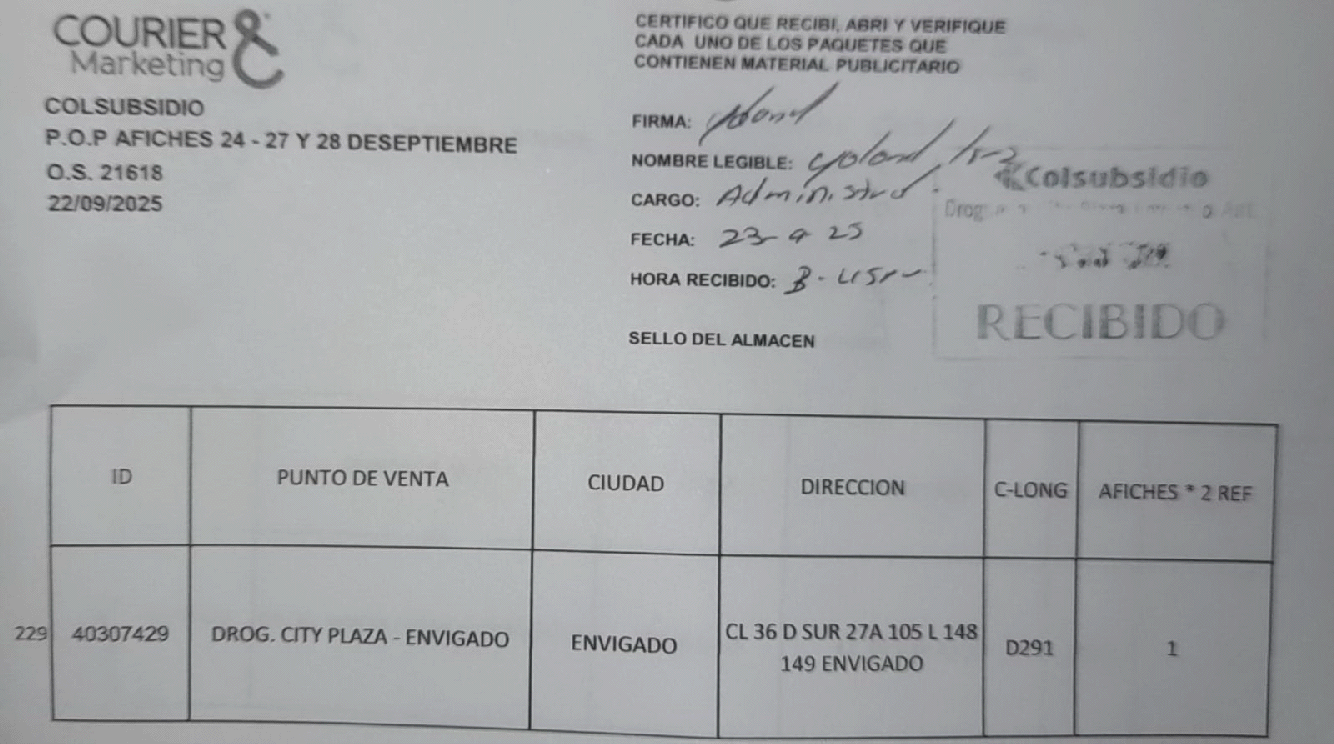 COURIER &
Marketing
COLSUBSIDIO
P.O.P AFICHES 24 - 27 Y 28 DESEPTIEMBRE
O.S. 21618
22/09/2025
CERTIFICO QUE RECIBI, ABRI Y VERIFIQUE
CADA UNO DE LOS PAQUETES QUE
CONTIENEN MATERIAL PUBLICITARIO
FIRMA:
NOMBRE LEGIBLE:
CARGO:
FECHA: 23-9 25
HORA RECIBIDO:
SELLO DEL ALMACEN
Colsubsidio
RECIBIDO
ID PUNTO DE VENTA CIUDAD DIRECCION C-LONG AFICHES * 2 REF
229 40307429 DROG. CITY PLAZA - ENVIGADO ENVIGADO CL 36 D SUR 27A 105 L 148 D291 1
149 ENVIGADO